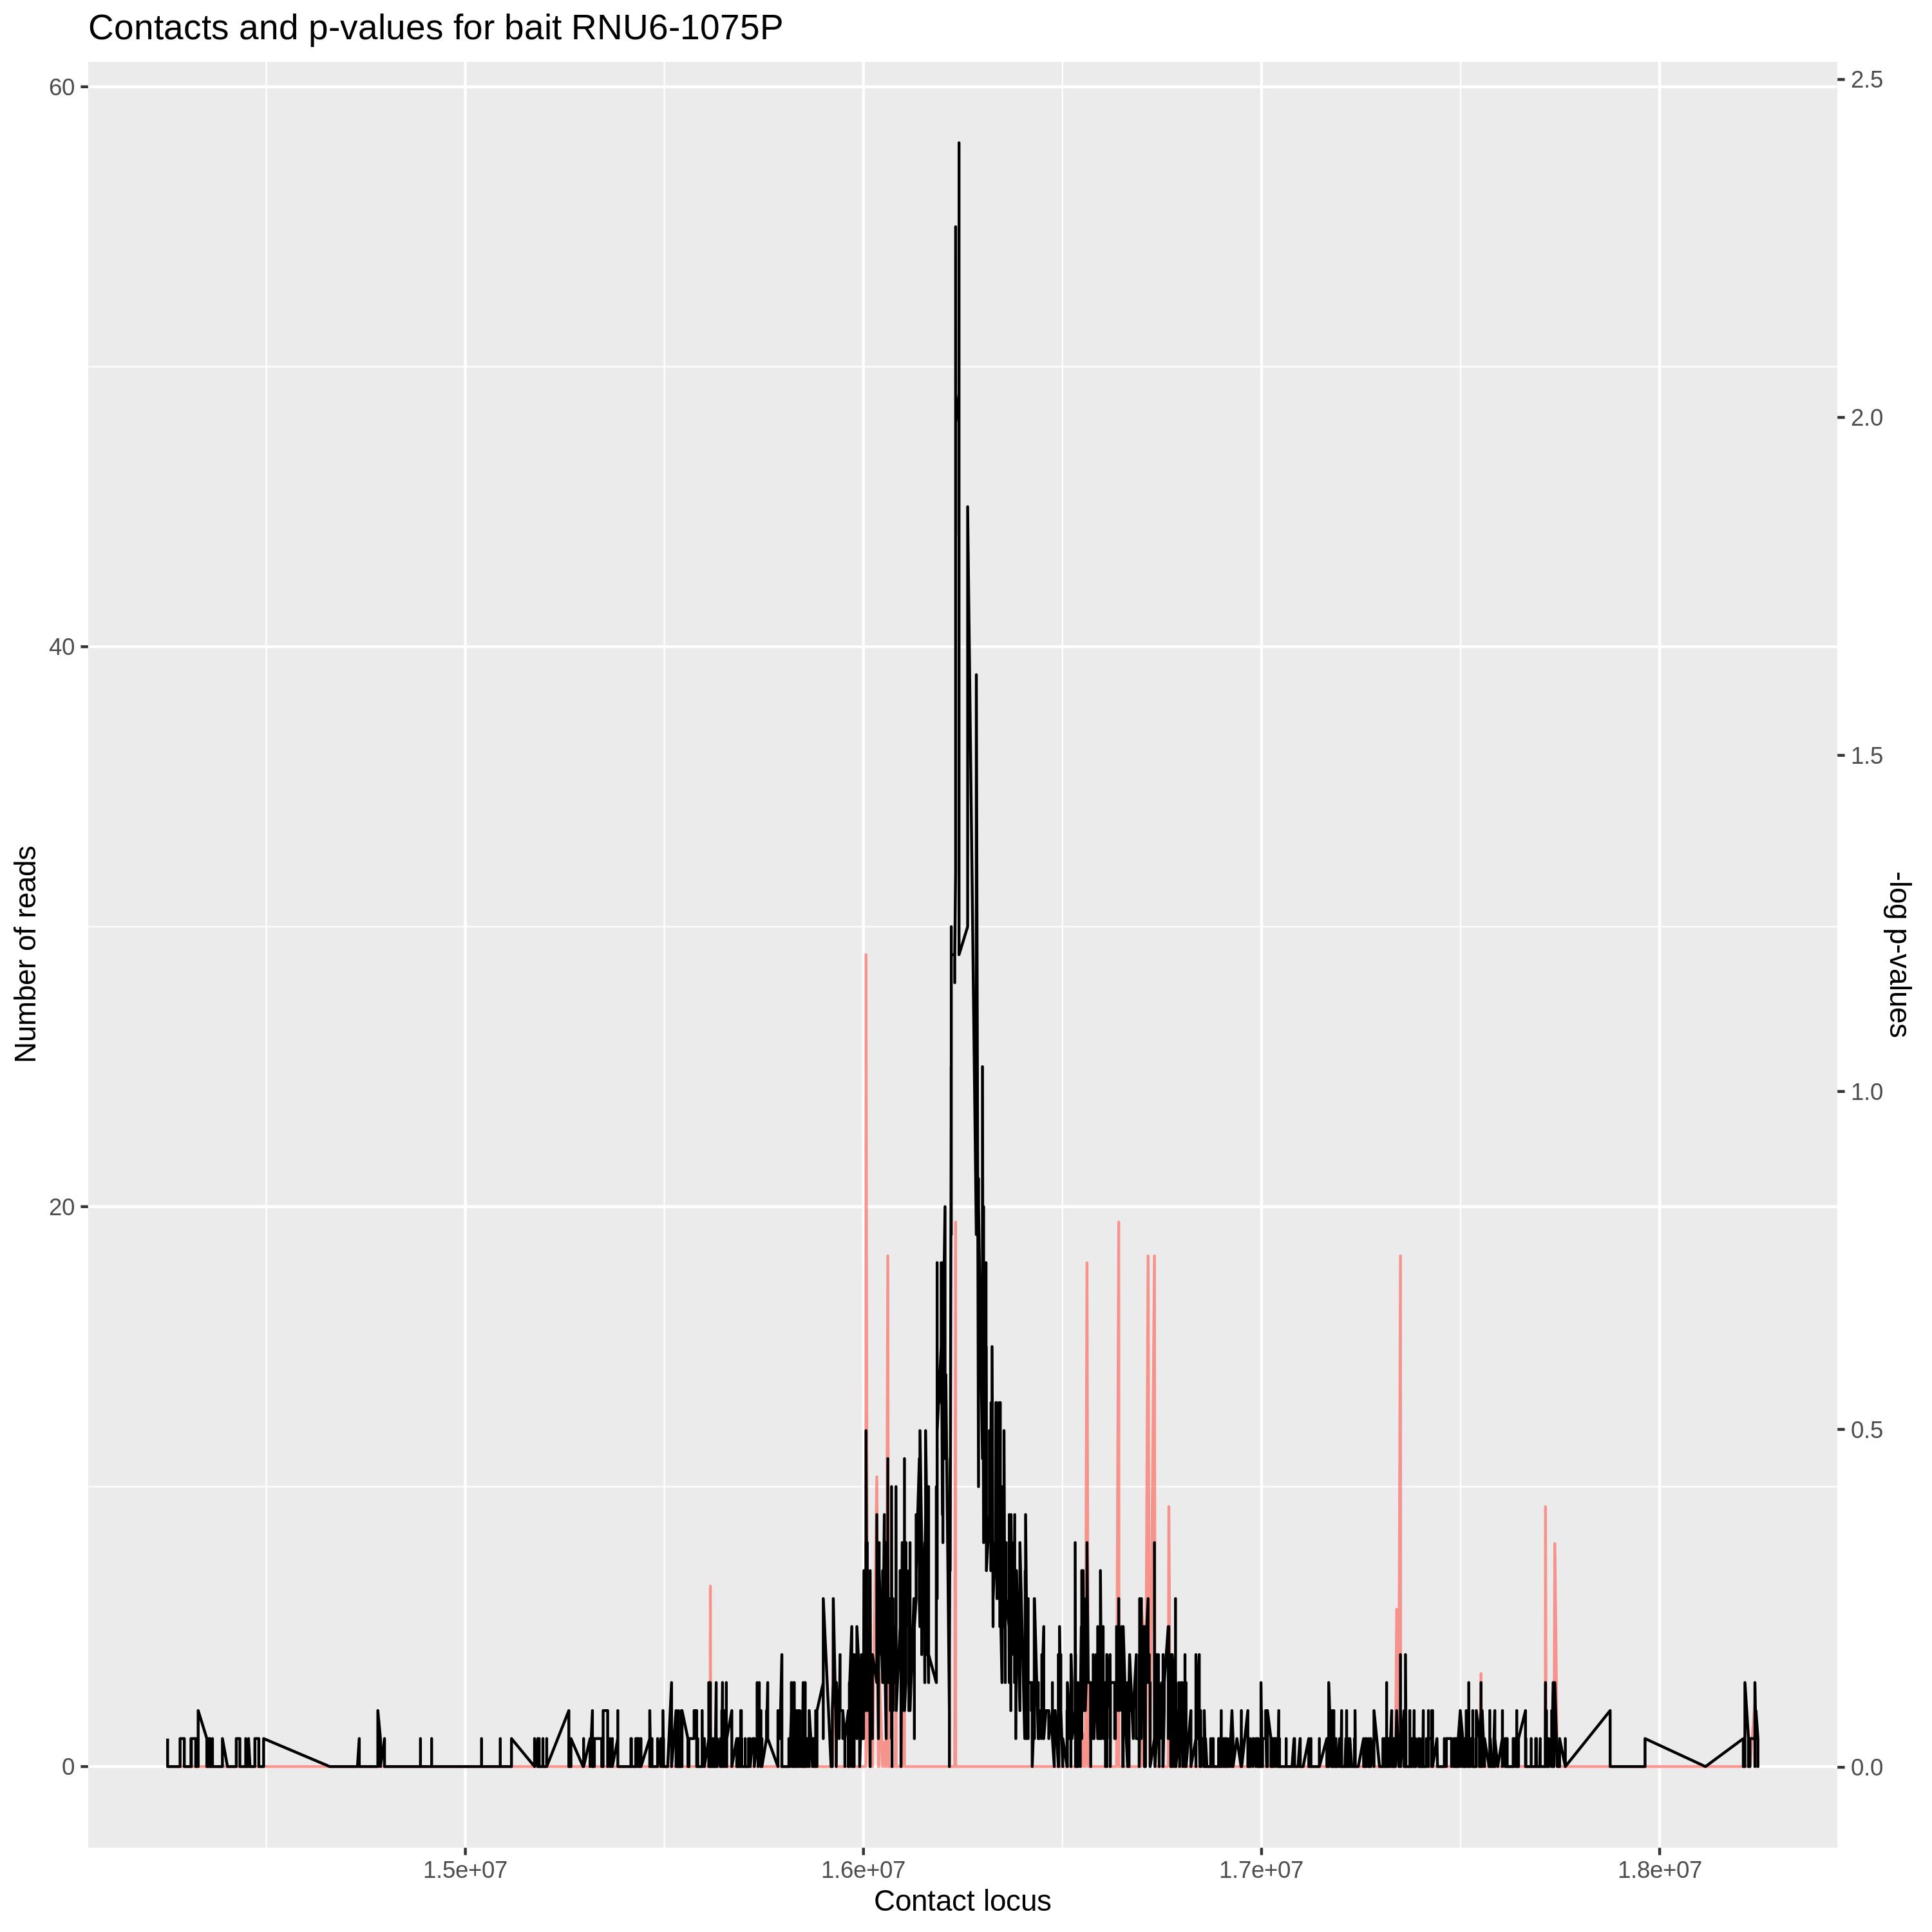 Contacts and p-values for bait RNU6-1075P
60
40
20
0
Number of reads
2.5
2.0
1.5
1.0
0.5
0.0
-log p-values
1.5e+07
1.6e+07
1.7e+07
1.8e+07
Contact locus